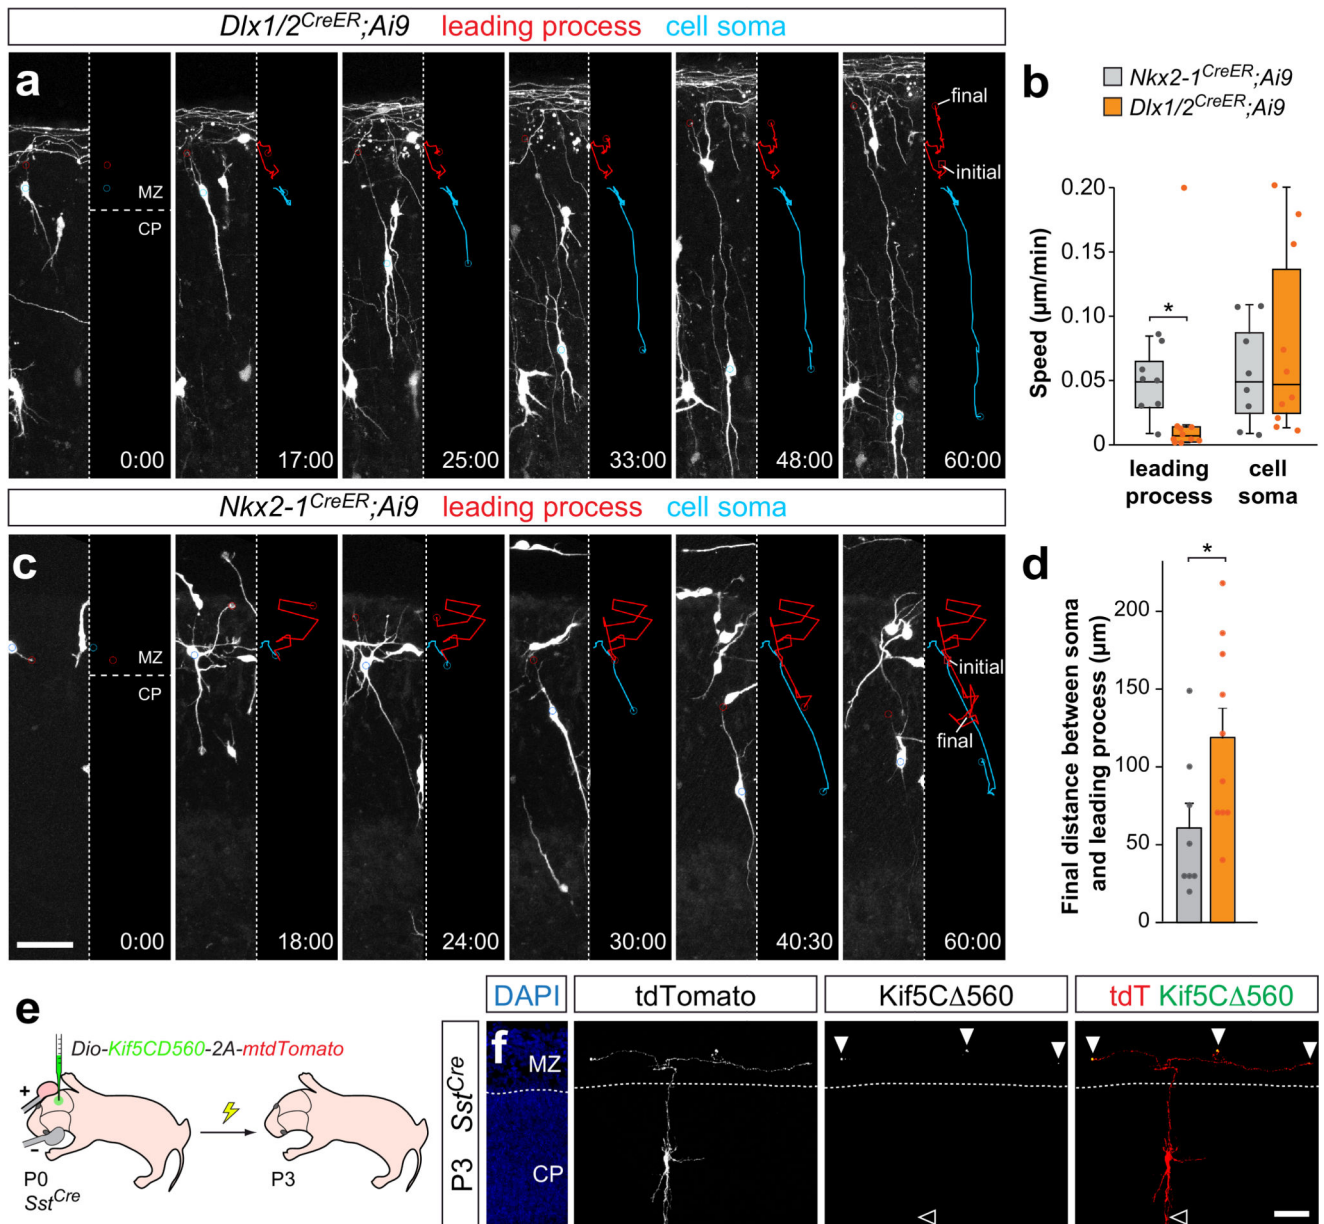 Dlx1/2CreER;Ai9 leading process cell soma
a
MZ
CP
0:00
17:00
25:00
33:00
48:00
final
initial
60:00
b
Nkx2-1CreER;Ai9
Dlx1/2CreER;Ai9
Speed (µm/min)
0.20
0.15
0.10
0.05
0
*
leading
process
cell
soma
Nkx2-1CreER;Ai9 leading process cell soma
c
MZ
CP
0:00
18:00
24:00
30:00
40:30
initial
final
60:00
d
*
Final distance between soma
and leading process (µm)
200
150
100
50
0
e
Dio-Kif5CD560-2A-mtdTomato
+
-
P0
SstCre
P3
DAPI
tdTomato
Kif5CΔ560
tdT Kif5CΔ560
P3 SstCre
f
MZ
CP